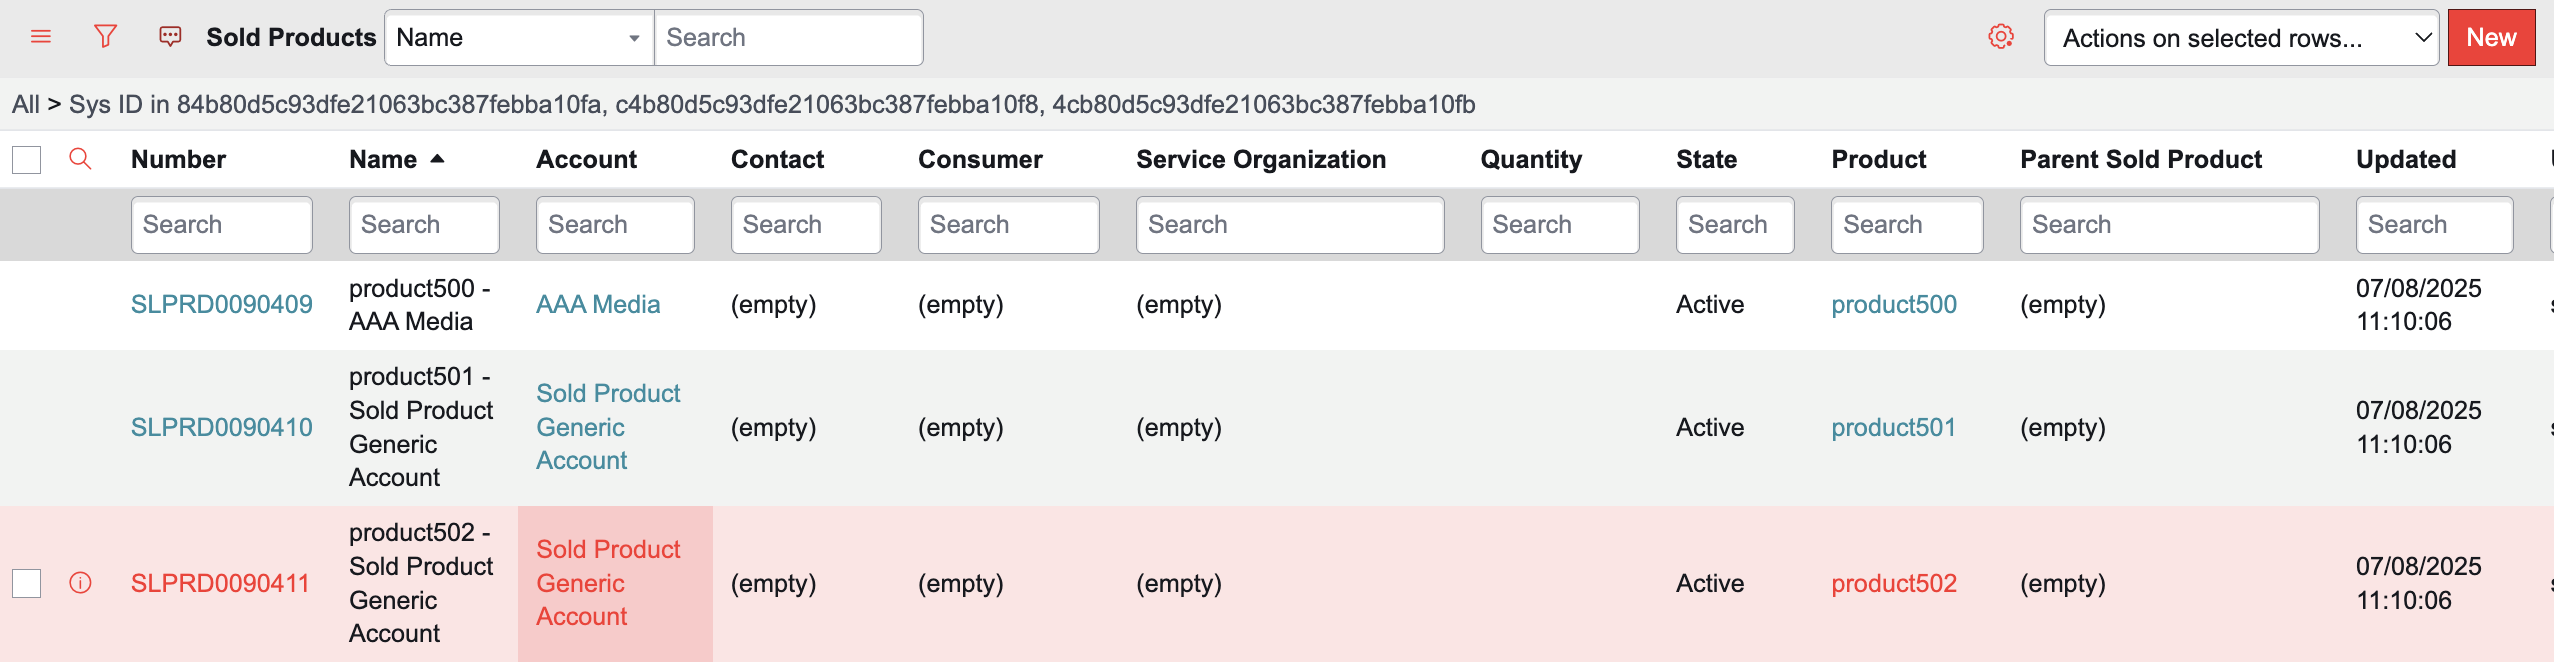 Sold Products Name Search Actions on selected rows... New
All > Sys ID in 84b80d5c93dfe21063bc387febba10fa, c4b80d5c93dfe21063bc387febba10f8, 4cb80d5c93dfe21063bc387febba10fb
Number Name Account Contact Consumer Service Organization Quantity State Product Parent Sold Product Updated
Search Search Search Search Search Search Search Search Search Search Search
SLPRD0090409 product500 - AAA Media (empty) (empty) (empty) Active product500 (empty) 07/08/2025
AAA Media 11:10:06
product501 -
Sold Product Sold Product 07/08/2025
SLPRD0090410 Generic Generic (empty) (empty) (empty) Active product501 (empty) 11:10:06
Account Account
product502 -
Sold Product Sold Product 07/08/2025
SLPRD0090411 Generic Generic (empty) (empty) (empty) Active product502 (empty) 11:10:06
Account Account